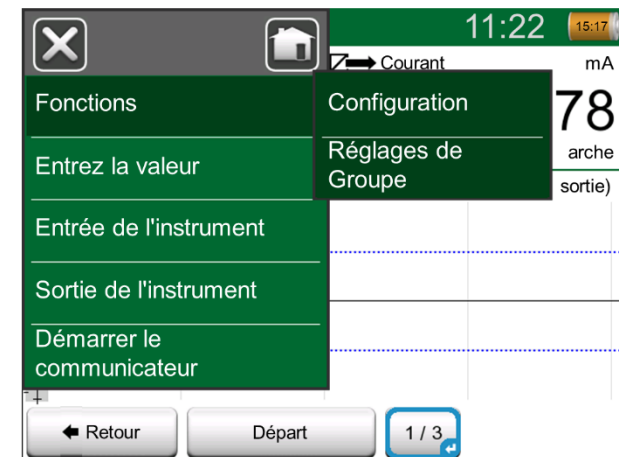 11:22
15:17
Courant
mA
Fonctions
Configuration
78
Entrez la valeur
Réglages de
Groupe
arche
sortie)
Entrée de l'instrument
Sortie de l'instrument
Démarrer le
communicateur
Retour
Départ
1 / 3